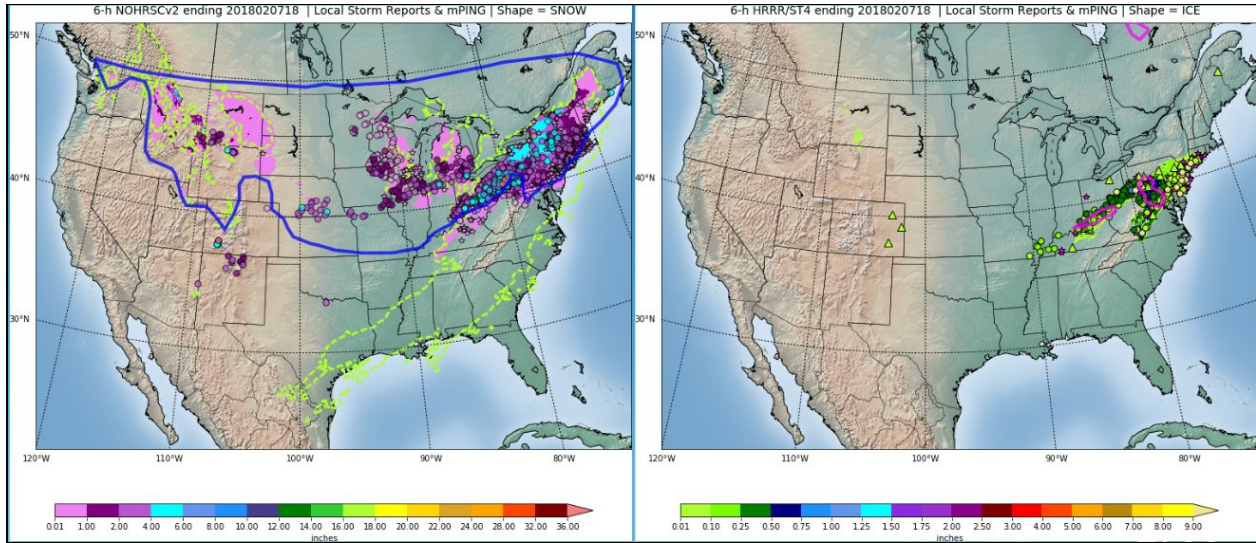 6-h NOHRSCv2 ending 2018020718 | Local Storm Reports & mPING | Shape = SNOW
50°N
40°N
30°N
120°W 110°W 100°W 90°W 80°W
0.01 1.00 2.00 4.00 6.00 8.00 10.00 12.00 14.00 16.00 18.00 20.00 22.00 24.00 28.00 32.00 36.00
inches
6-h HRRR/ST4 ending 2018020718 | Local Storm Reports & mPING | Shape = ICE
50°N
40°N
30°N
120°W 110°W 100°W 90°W 80°W
0.01 0.10 0.25 0.50 0.75 1.00 1.25 1.50 1.75 2.00 2.50 3.00 4.00 5.00 6.00 7.00 8.00 9.00
inches